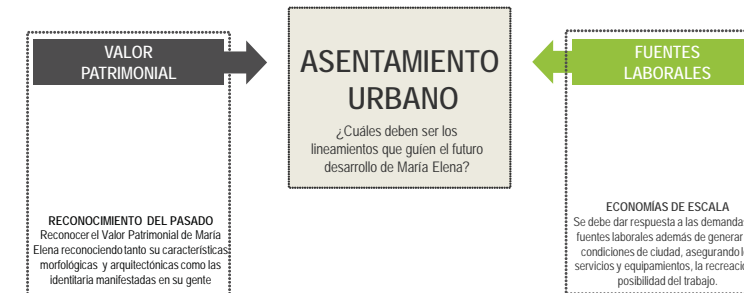 VALOR
PATRIMONIAL
RECONOCIMIENTO DEL PASADO
Reconocer el Valor Patrimonial de María
Elena reconociendo tanto su características
morfológicas y arquitectónicas como las
identitaria manifestadas en su gente
ASENTAMIENTO
URBANO
¿Cuáles deben ser los
lineamientos que guíen el futuro
desarrollo de María Elena?
FUENTES
LABORALES
ECONOMÍAS DE ESCALA
Se debe dar respuesta a las demandas
fuentes laborales además de generar
condiciones de ciudad, asegurando
servicios y equipamientos, la
posibilidad del trabajo.